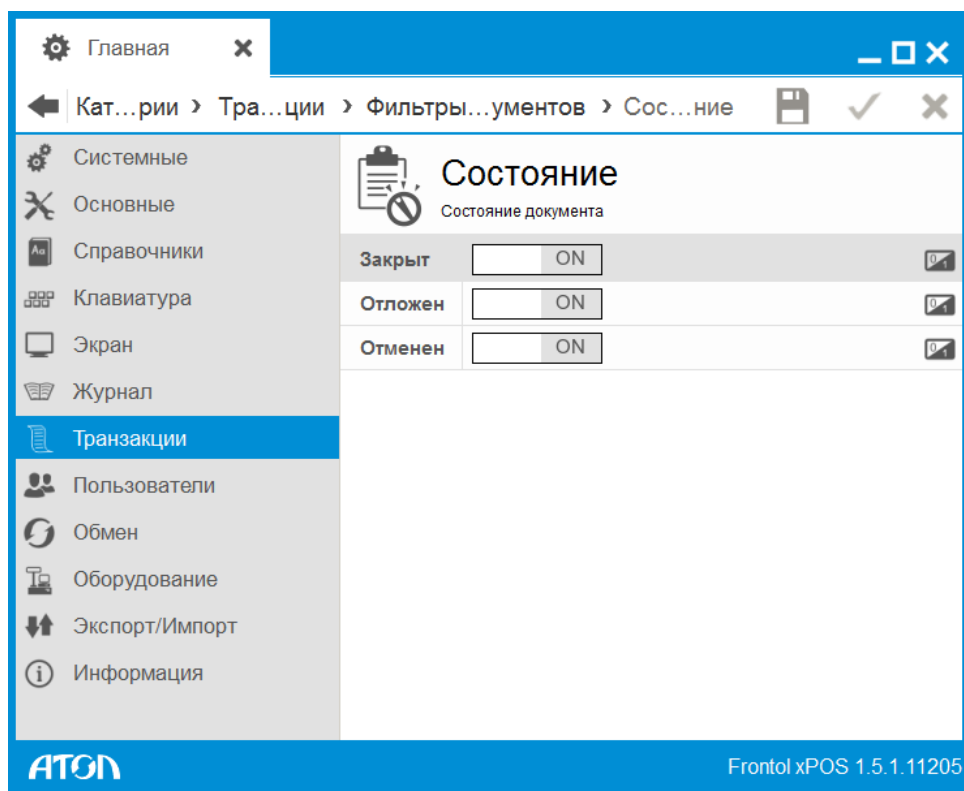 Главная
Кат...рии › Тра...ции › Фильтры...ументов › Сос...ние
Системные
Основные
Справочники
Клавиатура
Экран
Журнал
Транзакции
Пользователи
Обмен
Оборудование
Экспорт/Импорт
Информация
Состояние
Состояние документа
Закрыт ON
Отложен ON
Отменен ON
АТОЛ
Frontol xPOS 1.5.1.11205